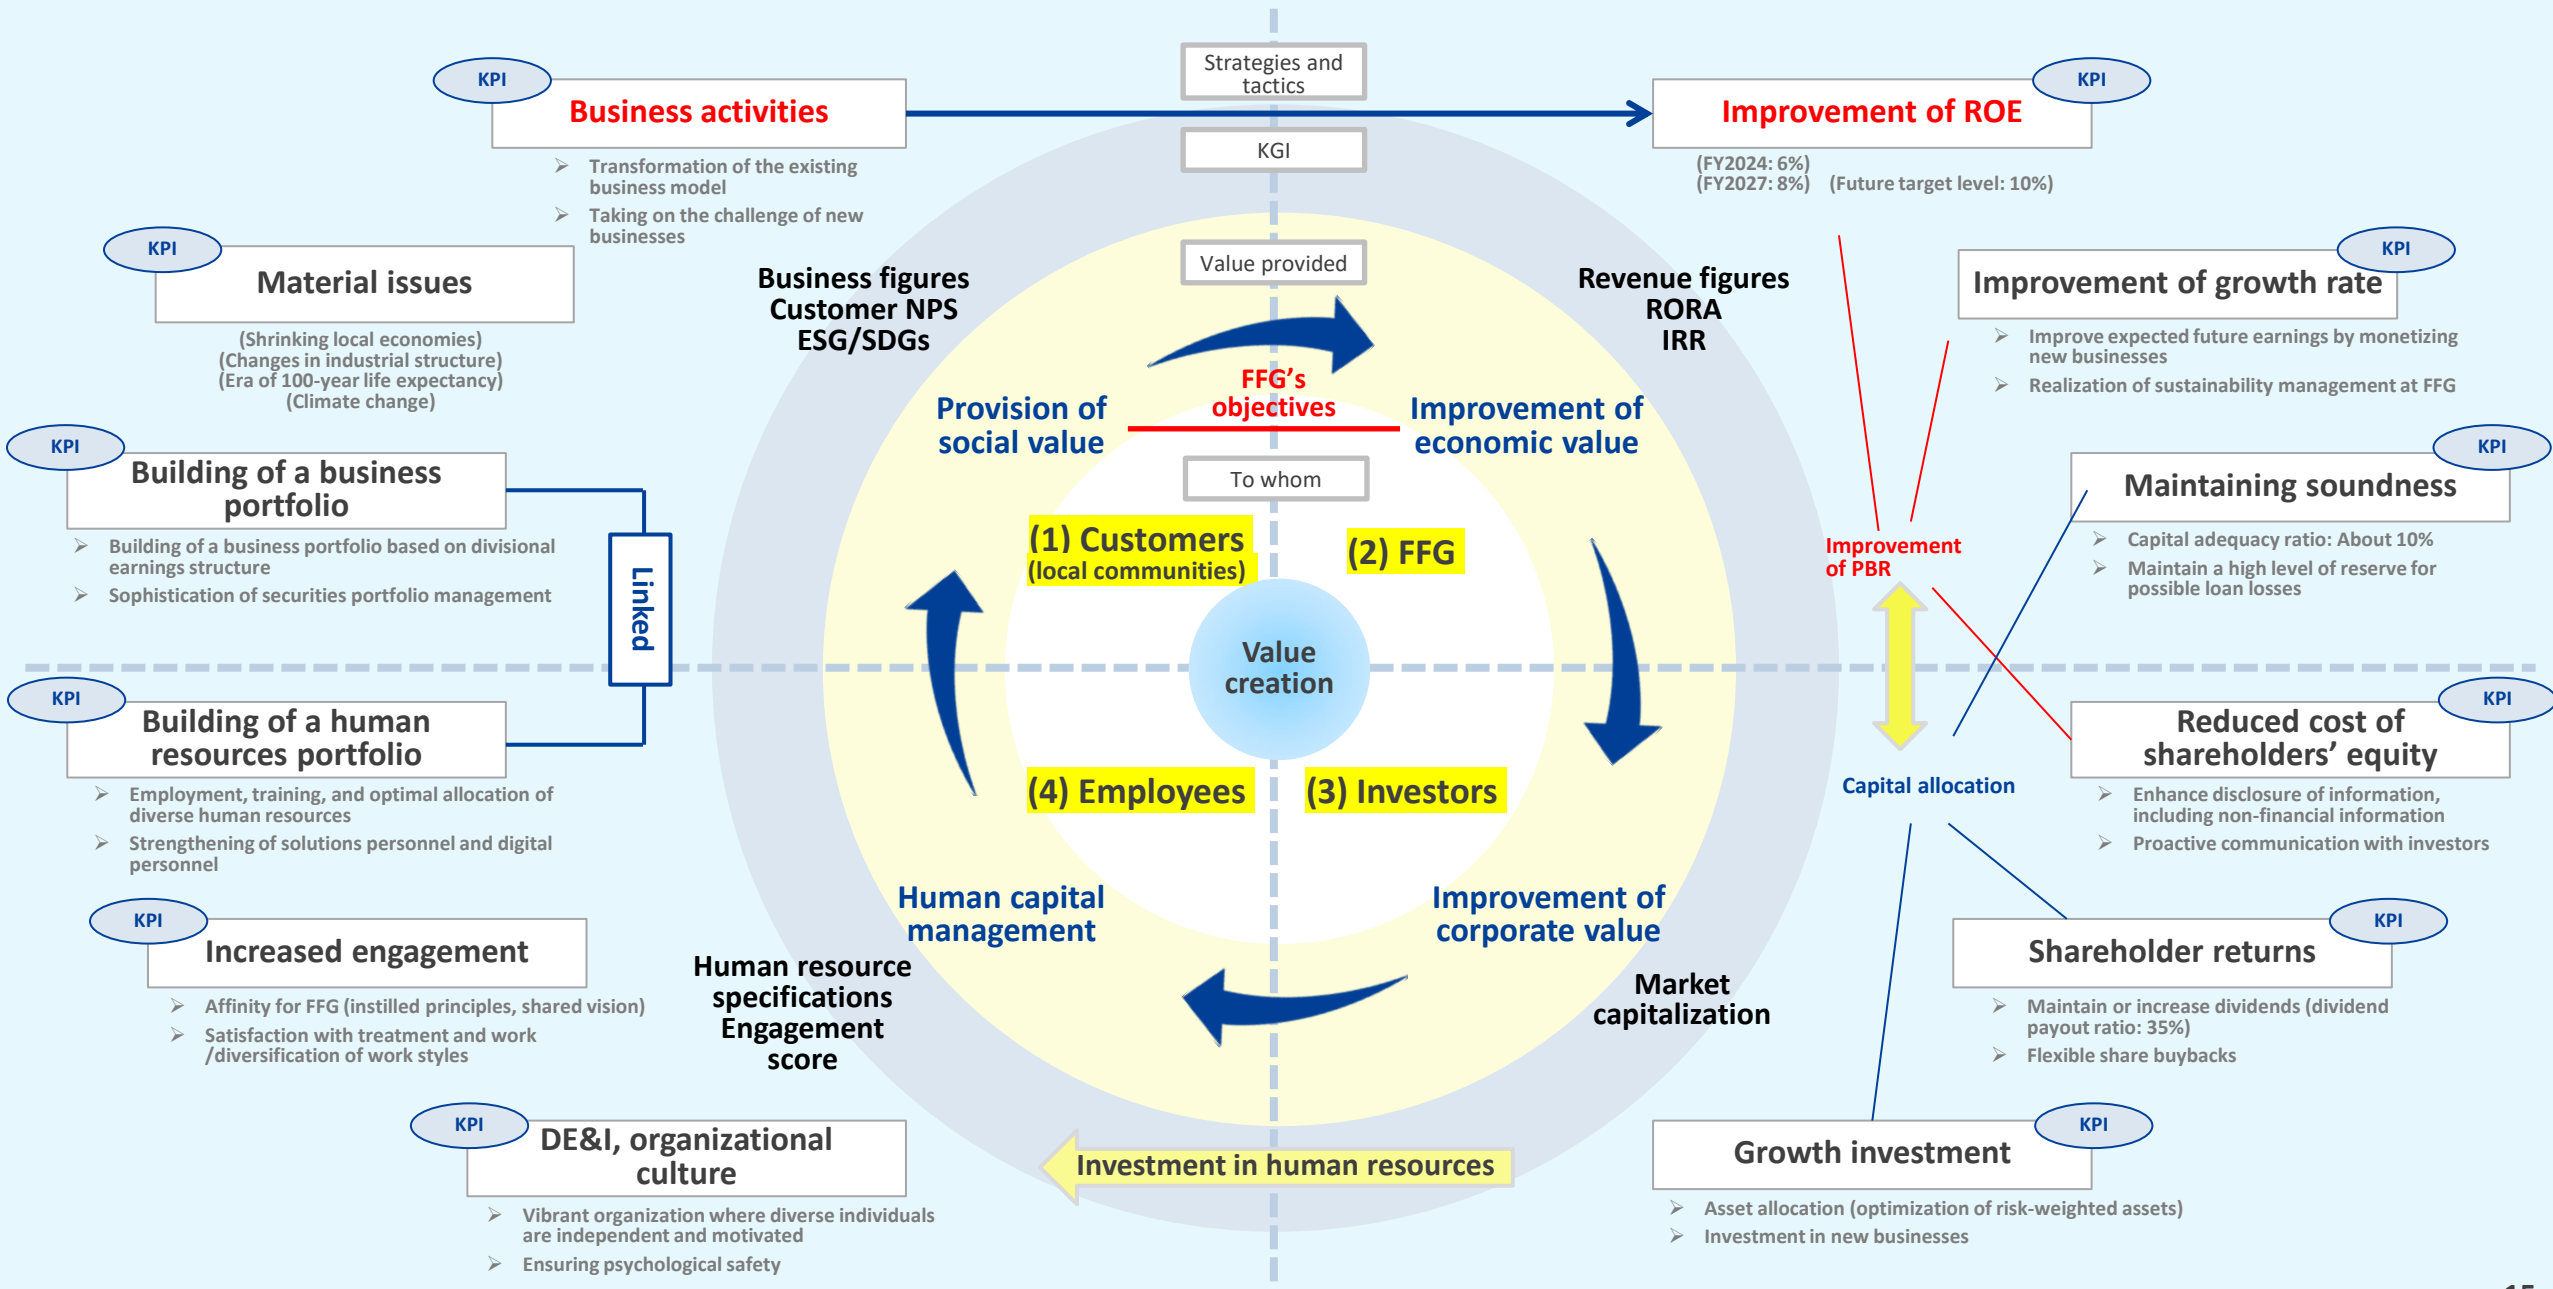 Strategies and
tactics
KPI
Business activities
➢ Transformation of the existing
business model
➢ Taking on the challenge of new
businesses
KPI
Improvement of ROE
(FY2024: 6%)
(FY2027: 8%) (Future target level: 10%)
KGI
Value provided
KPI
Material issues
(Shrinking local economies)
(Changes in industrial structure)
(Era of 100-year life expectancy)
(Climate change)
Business figures
Customer NPS
ESG/SDGs
Revenue figures
RORA
IRR
KPI
Improvement of growth rate
➢ Improve expected future earnings by monetizing
new businesses
➢ Realization of sustainability management at FFG
FFG’s
objectives
Provision of
social value
Improvement of
economic value
To whom
KPI
Building of a business
portfolio
➢ Building of a business portfolio based on divisional
earnings structure
➢ Sophistication of securities portfolio management
Linked
(1) Customers
(local communities)
(2) FFG
Improvement
of PBR
KPI
Maintaining soundness
➢ Capital adequacy ratio: About 10%
➢ Maintain a high level of reserve for
possible loan losses
Value
creation
KPI
Building of a human
resources portfolio
➢ Employment, training, and optimal allocation of
diverse human resources
➢ Strengthening of solutions personnel and digital
personnel
(4) Employees
(3) Investors
Capital allocation
KPI
Reduced cost of
shareholders’ equity
➢ Enhance disclosure of information,
including non-financial information
➢ Proactive communication with investors
Human capital
management
Improvement of
corporate value
KPI
Increased engagement
➢ Affinity for FFG (instilled principles, shared vision)
➢ Satisfaction with treatment and work
/diversification of work styles
Human resource
specifications
Engagement
score
Market
capitalization
KPI
Shareholder returns
➢ Maintain or increase dividends (dividend
payout ratio: 35%)
➢ Flexible share buybacks
KPI
DE&I, organizational
culture
➢ Vibrant organization where diverse individuals
are independent and motivated
➢ Ensuring psychological safety
Investment in human resources
KPI
Growth investment
➢ Asset allocation (optimization of risk-weighted assets)
➢ Investment in new businesses